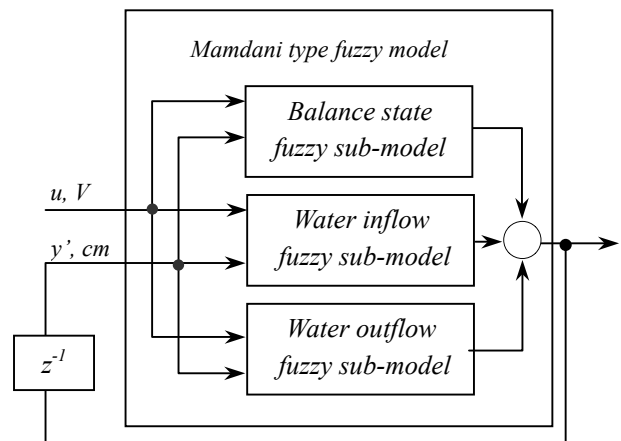 Mamdani type fuzzy model
Balance state
fuzzy sub-model
u, V
Water inflow
fuzzy sub-model
y’, cm
Water outflow
fuzzy sub-model
z-1